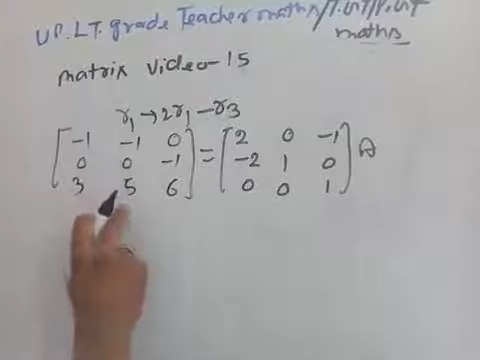 UP.LT.grade Teacher maths/T.GT/P.GT
maths
matrix video-15
r₁→2r₁-r₃
[-1 -1 0] = [2 0 -1] A
[0 0 -1] [-2 1 0]
[3 5 6] [0 0 1]